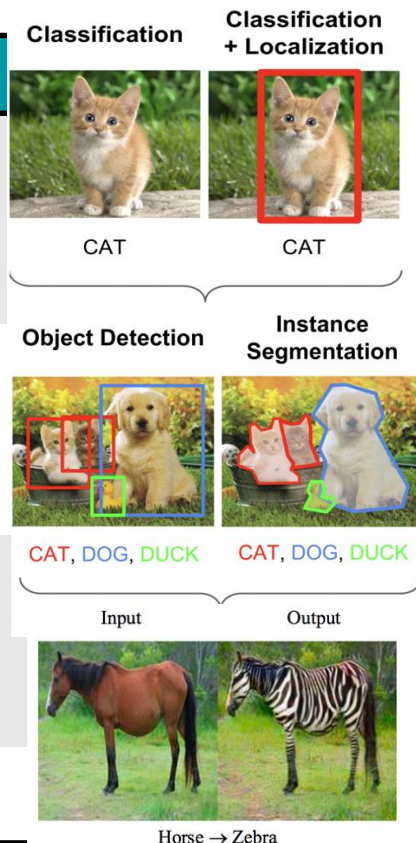 Classification
Classification
+ Localization
CAT
CAT
Object Detection
Instance
Segmentation
CAT, DOG, DUCK
CAT, DOG, DUCK
Input
Output
Horse → Zebra